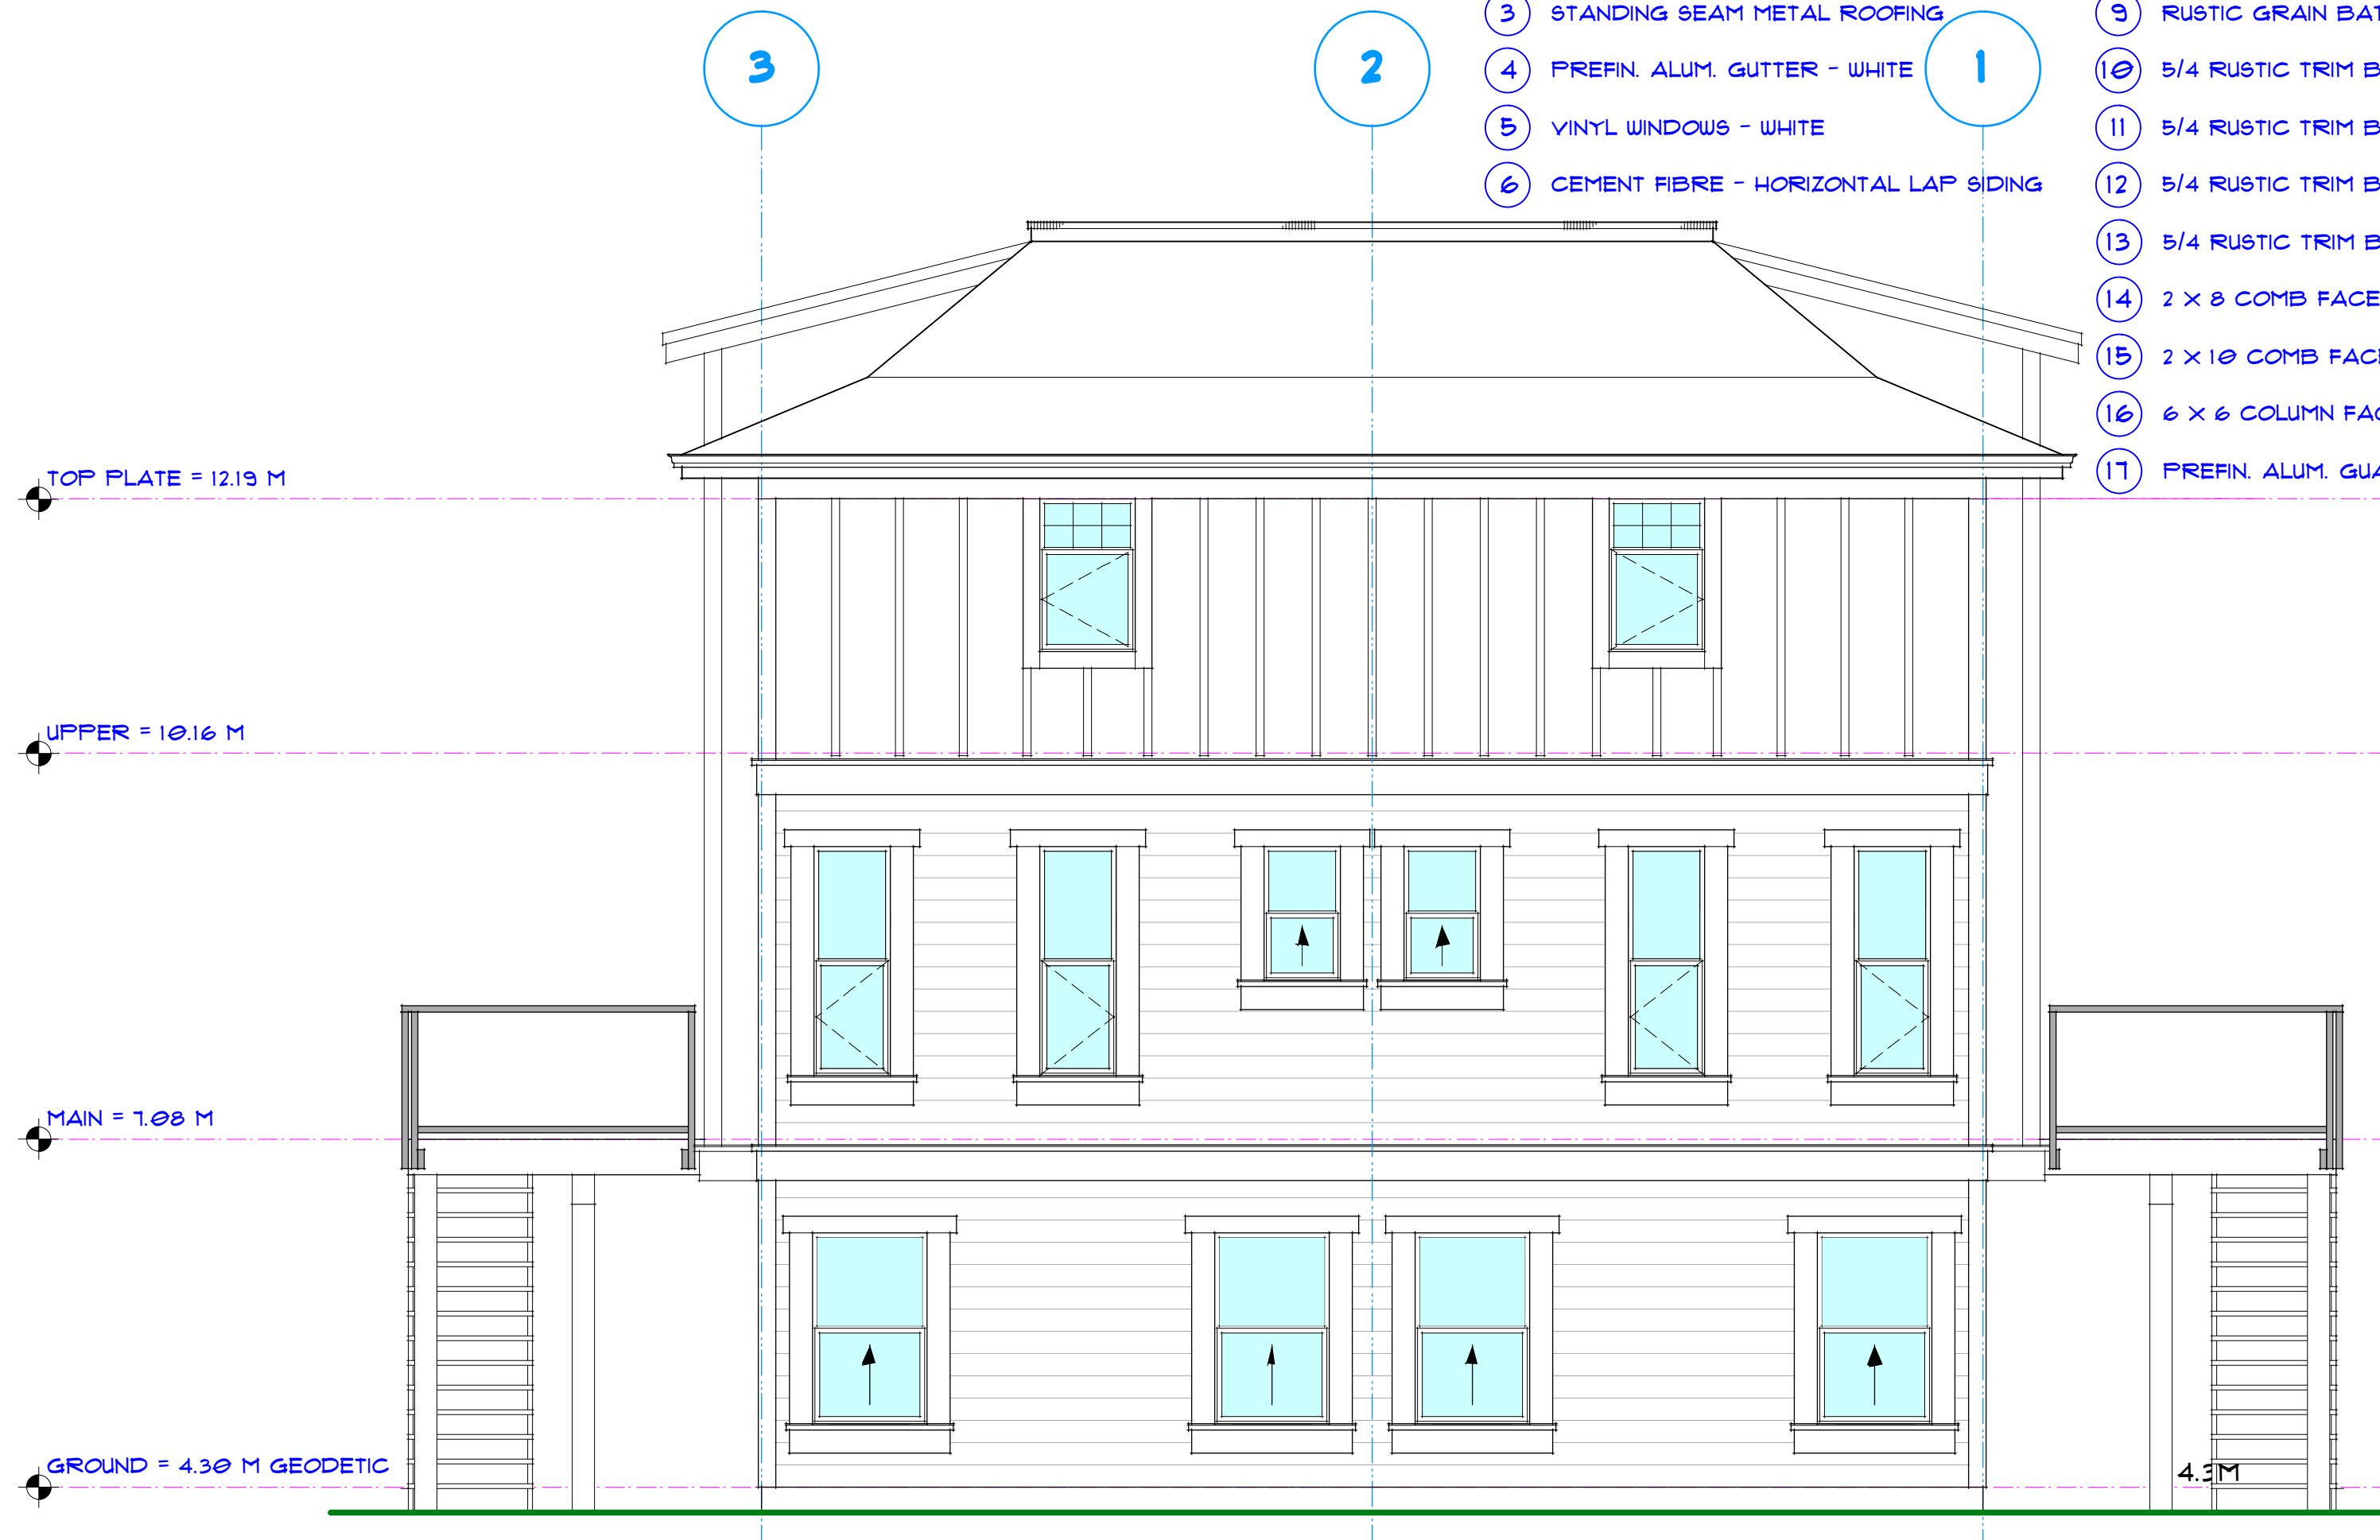 3 STANDING SEAM METAL ROOFING
4 PREFIN. ALUM. GUTTER - WHITE
5 VINYL WINDOWS - WHITE
6 CEMENT FIBRE - HORIZONTAL LAP SIDING
9 RUSTIC GRAIN
10 5/4 RUSTIC TRIM
11 5/4 RUSTIC TRIM
12 5/4 RUSTIC TRIM
13 5/4 RUSTIC TRIM
14 2 X 8 COMB FACE
15 2 X 10 COMB
16 6 X 6 COLUMN
17 PREFIN. ALUM.
3
2
1
TOP PLATE = 12.19 M
UPPER = 10.16 M
MAIN = 7.08 M
GROUND = 4.30 M GEODETIC
4.3M